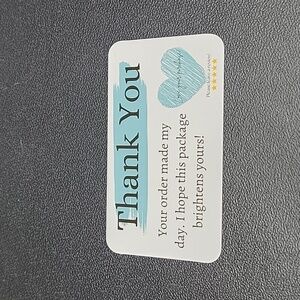 Thank You
Your order made my
day. I hope this package
brightens yours!